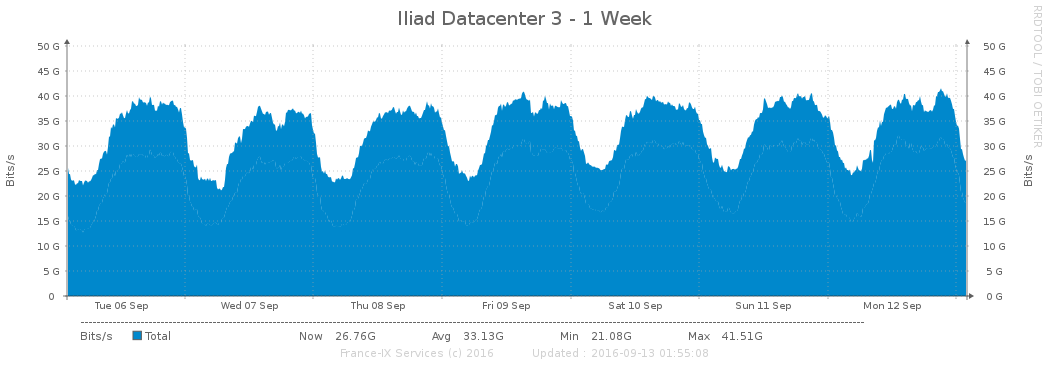 Iliad Datacenter 3 - 1 Week
RRDTOOL / TOBI OETIKER
50 G 50 G
45 G 45 G
40 G 40 G
35 G 35 G
30 G 30 G
25 G 25 G
20 G 20 G
15 G 15 G
10 G 10 G
5 G 5 G
0 0 G
Bits/s Bits/s
Tue 06 Sep Wed 07 Sep Thu 08 Sep Fri 09 Sep Sat 10 Sep Sun 11 Sep Mon 12 Sep
Bits/s Total Now 26.76G Avg 33.13G Min 21.08G Max 41.51G
France-IX Services (c) 2016 Updated : 2016-09-13 01:55:08